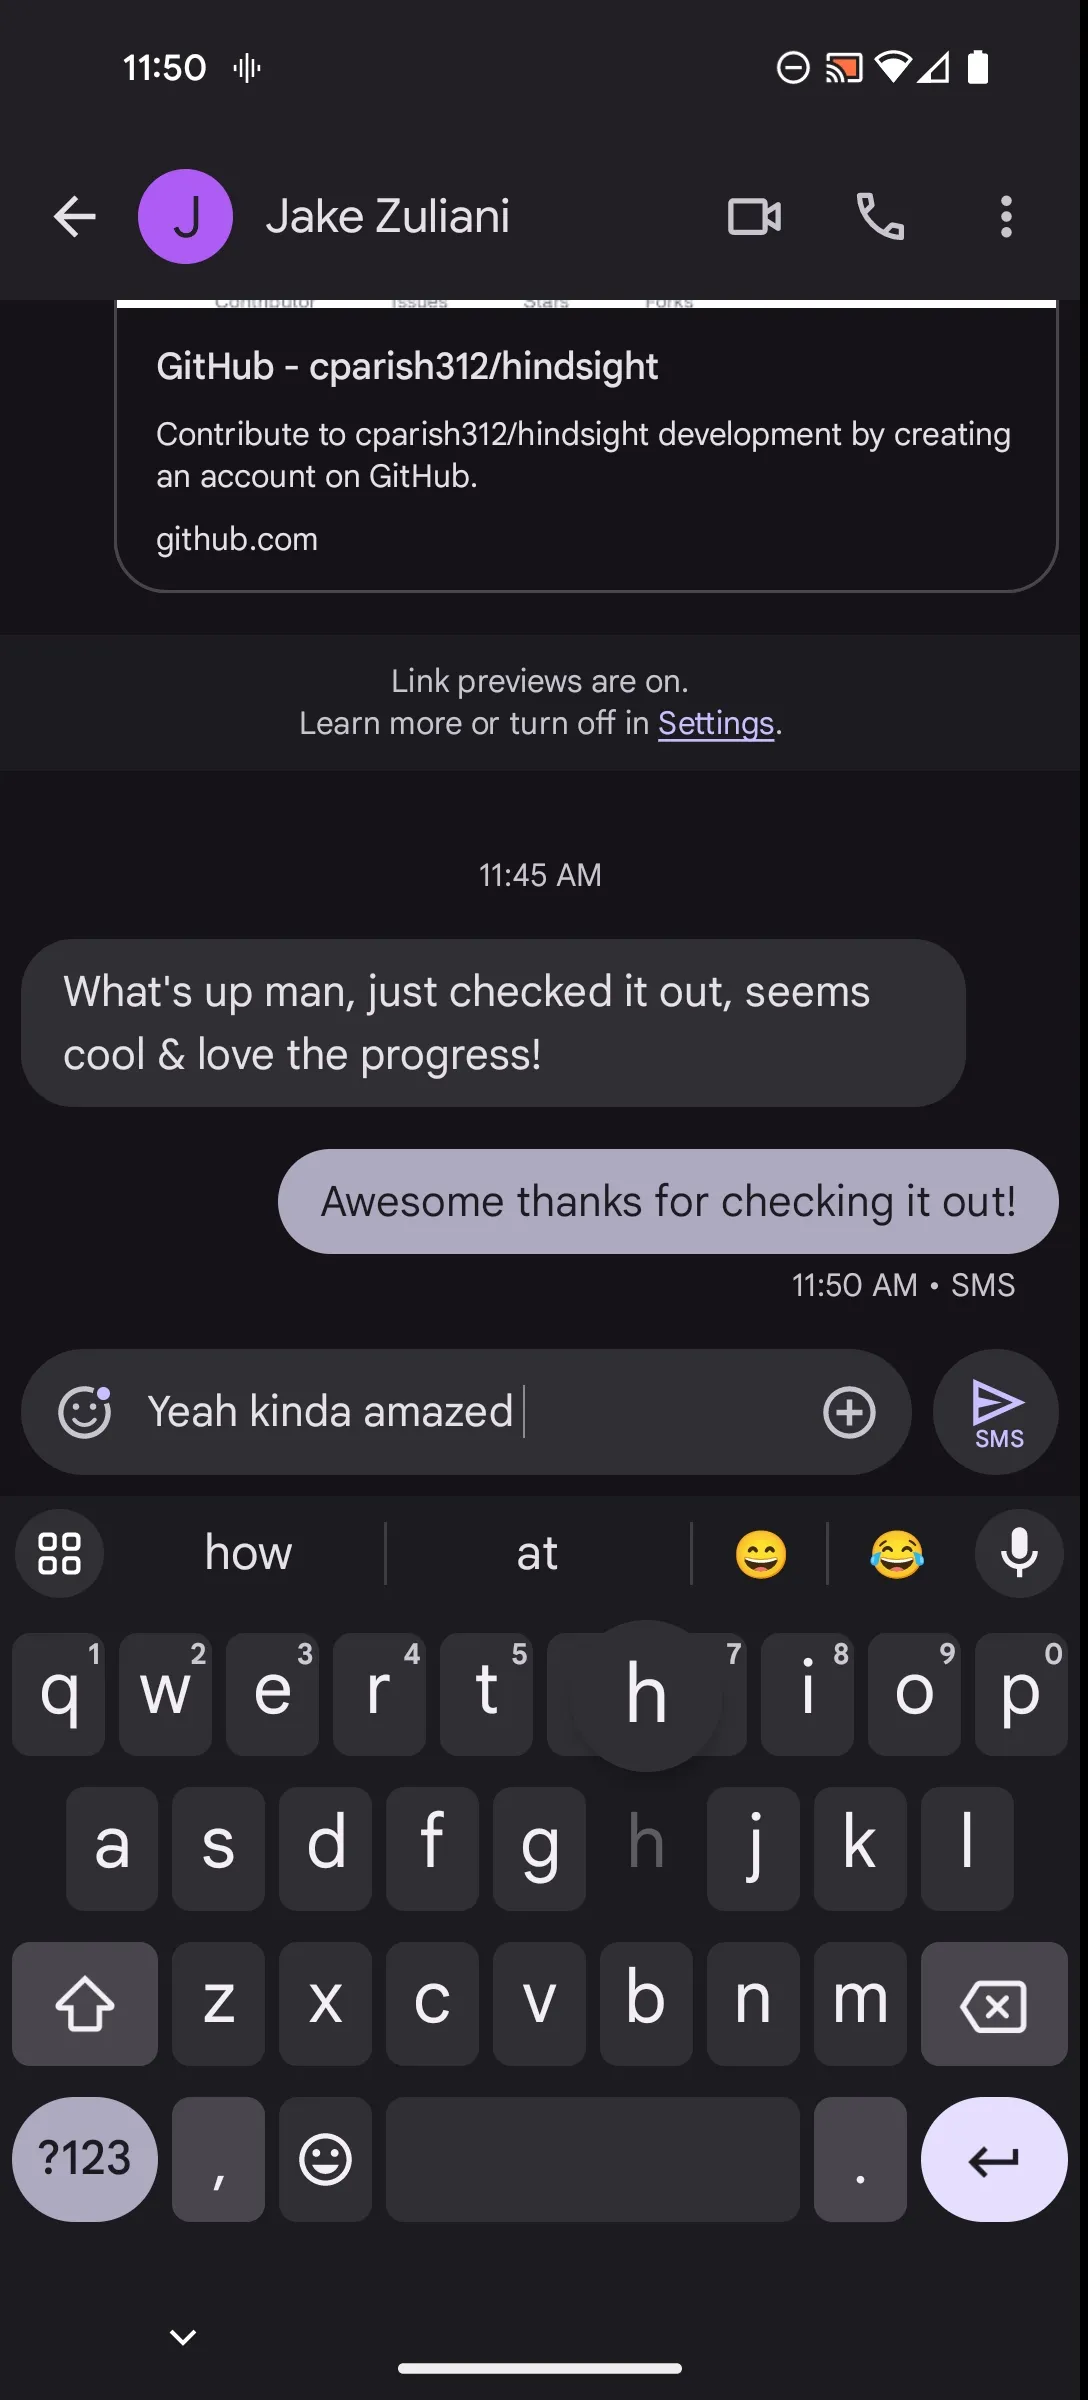 11:50
J
Jake Zuliani
Contributor Issues Stars Forks
GitHub - cparish312/hindsight
Contribute to cparish312/hindsight development by creating
an account on GitHub.
github.com
Link previews are on.
Learn more or turn off in Settings.
11:45 AM
What's up man, just checked it out, seems
cool & love the progress!
Awesome thanks for checking it out!
11:50 AM • SMS
Yeah kinda amazed
SMS
how at 😄 😂
1 2 3 4 5 7 8 9 0
q w e r t h i o p
a s d f g h j k l
z x c v b n m
?123 , .